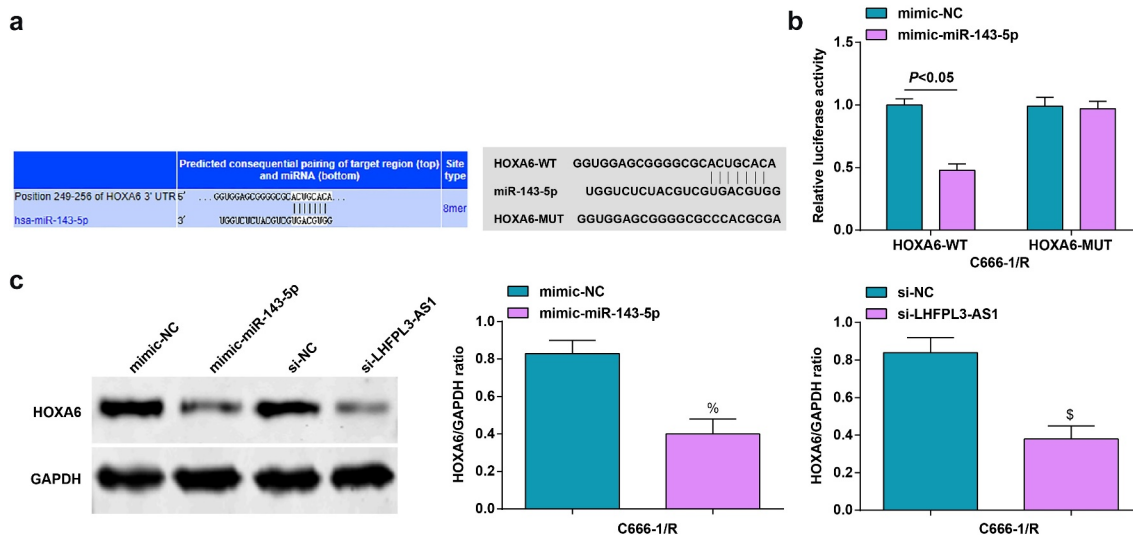 a
Predicted consequential pairing of target region (top)
and miRNA (bottom)
Site
type
Position 249-256 of HOXA6 3' UTR
5'
...GGUGGAGCGGGGCGCACUGCACA...
hsa-miR-143-5p
3'
UGGUCUCUACGUCGUGACGUGG
8mer
HOXA6-WT GGUGGAGCGGGGCGCACUGCACA
miR-143-5p UGGUCUCUACGUCGUGACGUGG
HOXA6-MUT GGUGGAGCGGGGCGCCCACGCGA
b
mimic-NC
mimic-miR-143-5p
Relative luciferase activity
1.5
1.0
0.5
0.0
P<0.05
HOXA6-WT HOXA6-MUT
C666-1/R
c
mimic-NC
mimic-miR-143-5p
si-NC
si-LHFPL3-AS1
HOXA6
GAPDH
mimic-NC
mimic-miR-143-5p
HOXA6/GAPDH ratio
1.0
0.8
0.6
0.4
0.2
0.0
%
C666-1/R
si-NC
si-LHFPL3-AS1
HOXA6/GAPDH ratio
1.0
0.8
0.6
0.4
0.2
0.0
$
C666-1/R